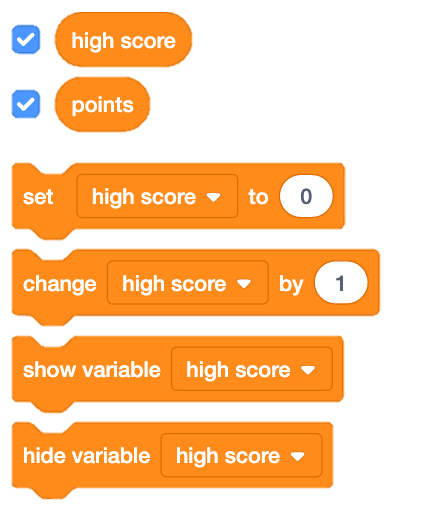 high score
points
set high score to 0
change high score by 1
show variable high score
hide variable high score